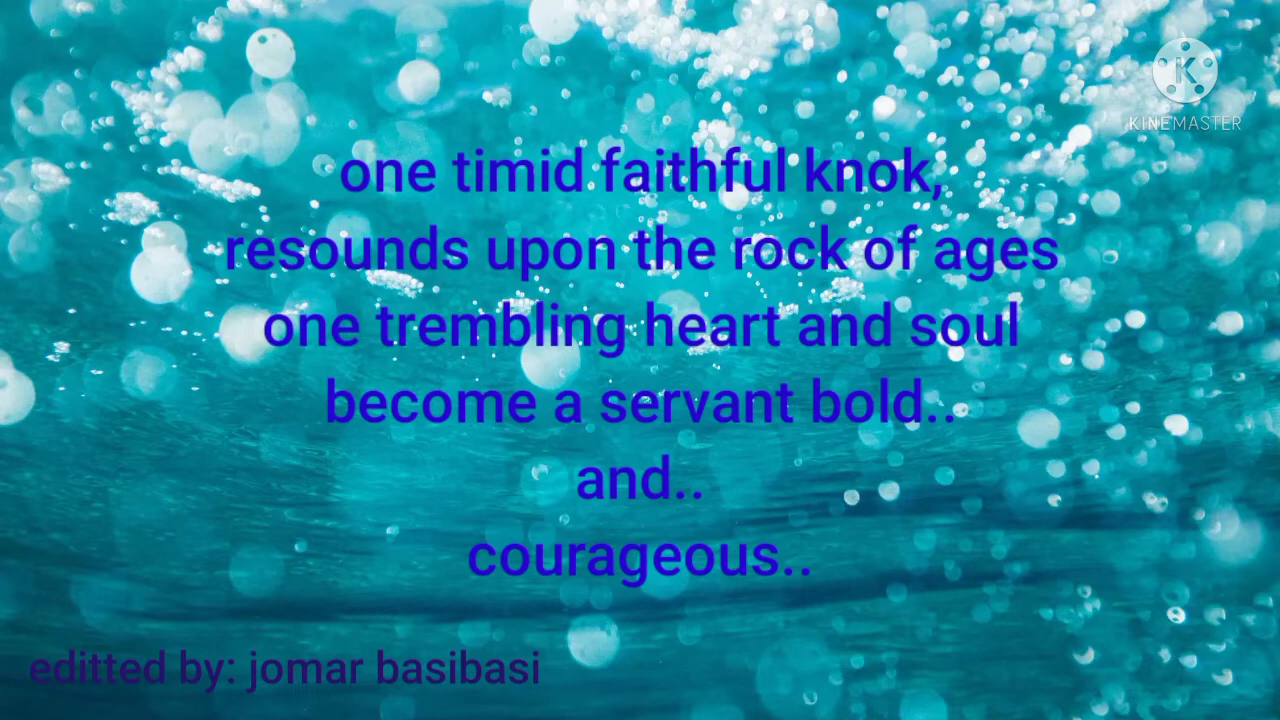 KINEMASTER
one timid faithful knok,
resounds upon the rock of ages
one trembling heart and soul
become a servant bold..
and..
courageous..
editted by: jomar basibasi